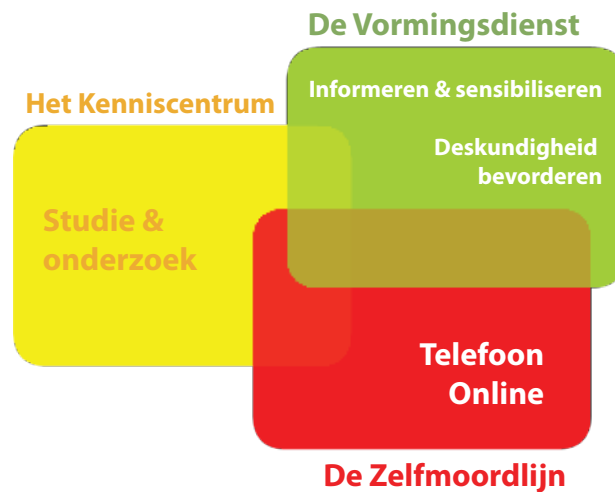 De Vormingsdienst
Informeren & sensibiliseren
Het Kenniscentrum
Deskundigheid
bevorderen
Studie &
onderzoek
Telefoon
Online
De Zelfmoordlijn